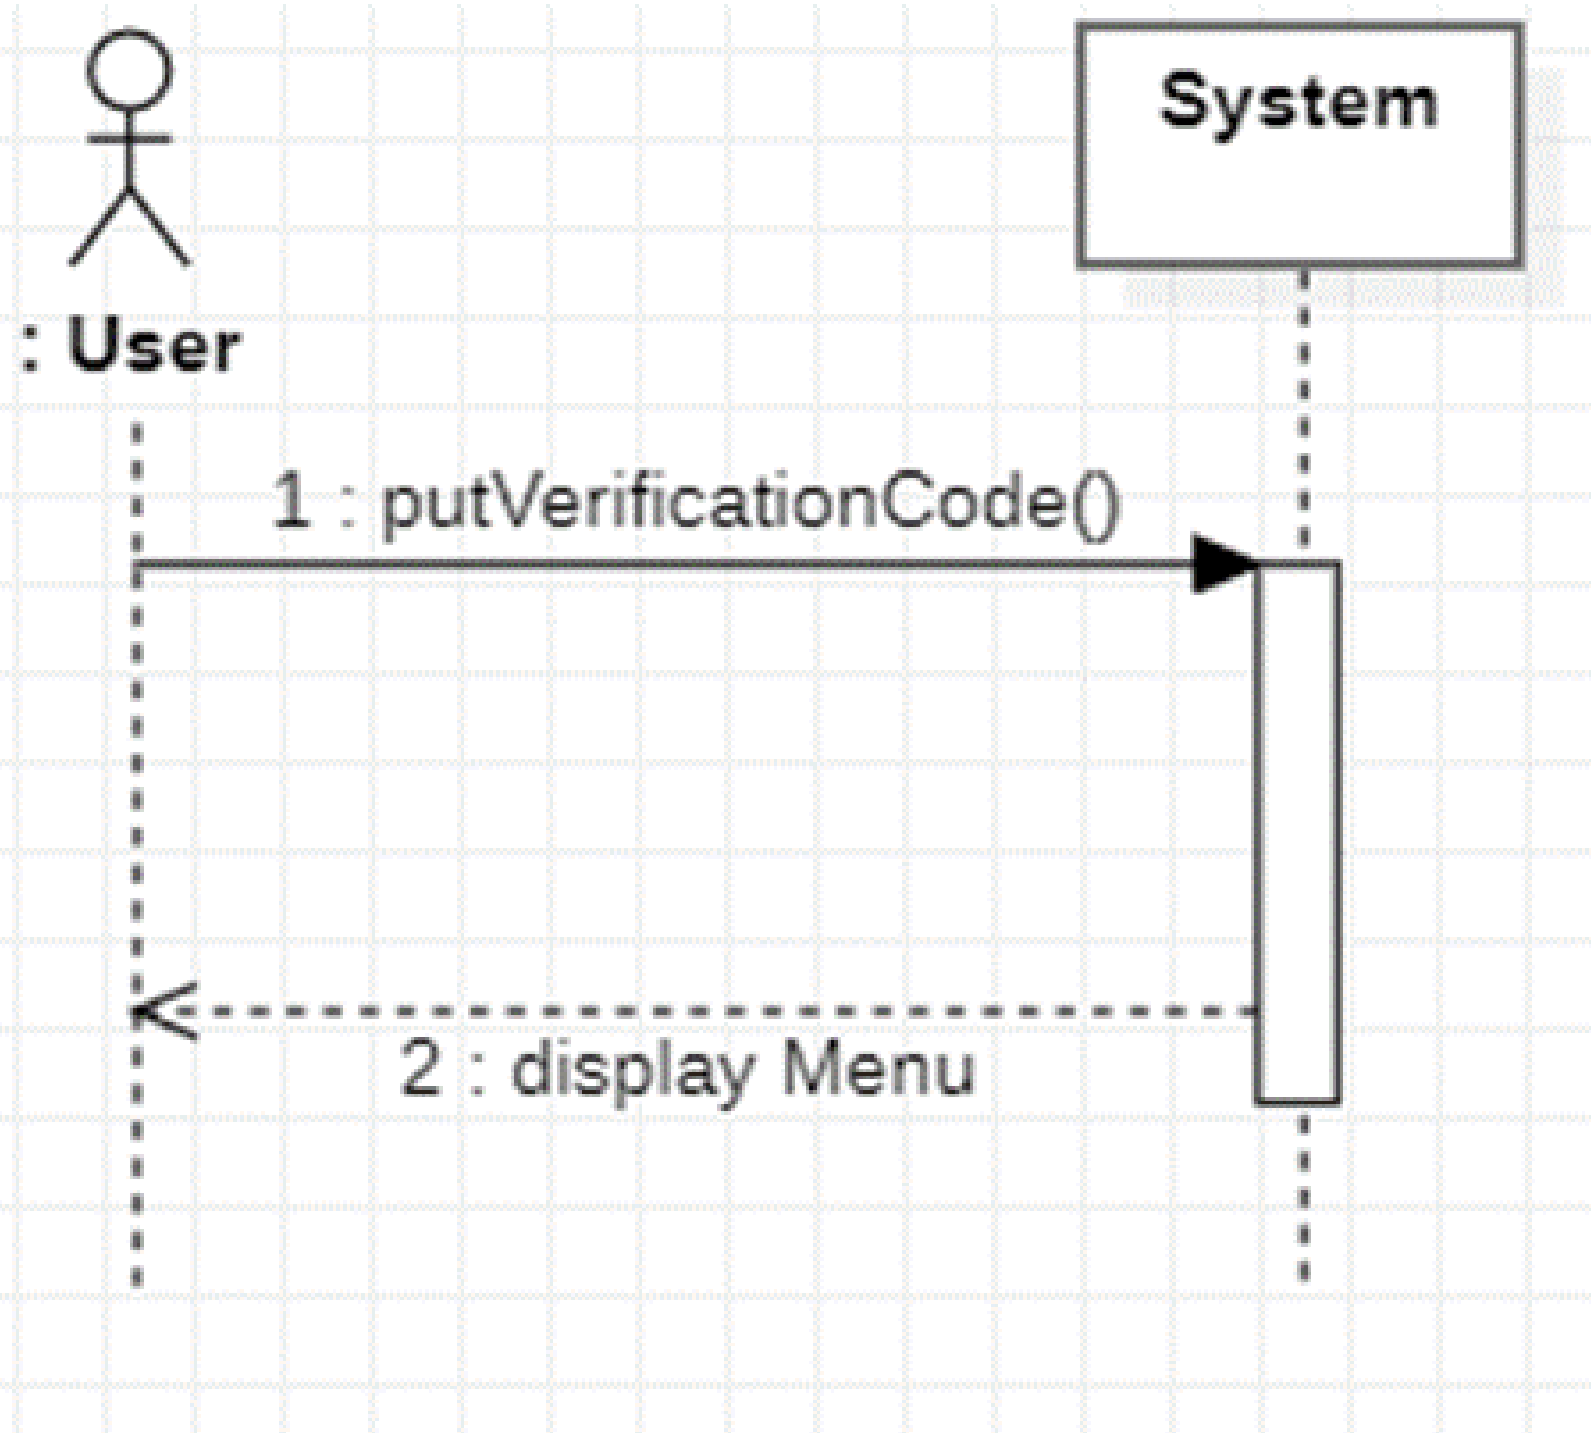 System
: User
1 : putVerificationCode()
2 : display Menu